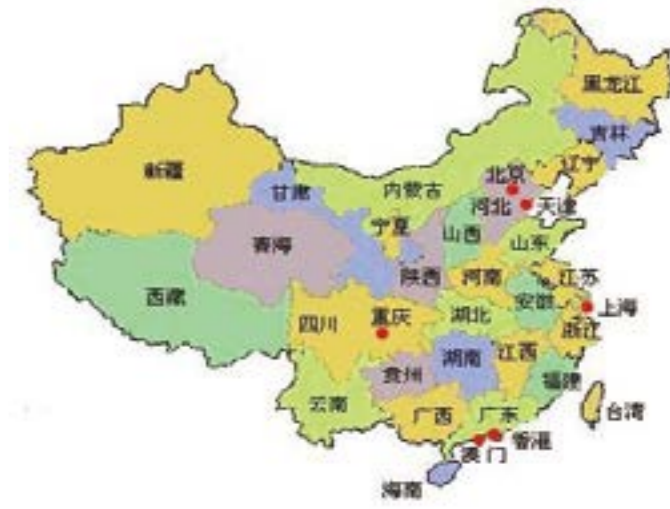 黑龙江
吉林
辽宁
新疆
北京
甘肃
内蒙古
河北
天津
宁夏
山西
青海
山东
陕西
河南
江苏
西藏
安徽
上海
四川
重庆
湖北
浙江
湖南
江西
贵州
福建
云南
广西
广东
台湾
香港
澳门
海南